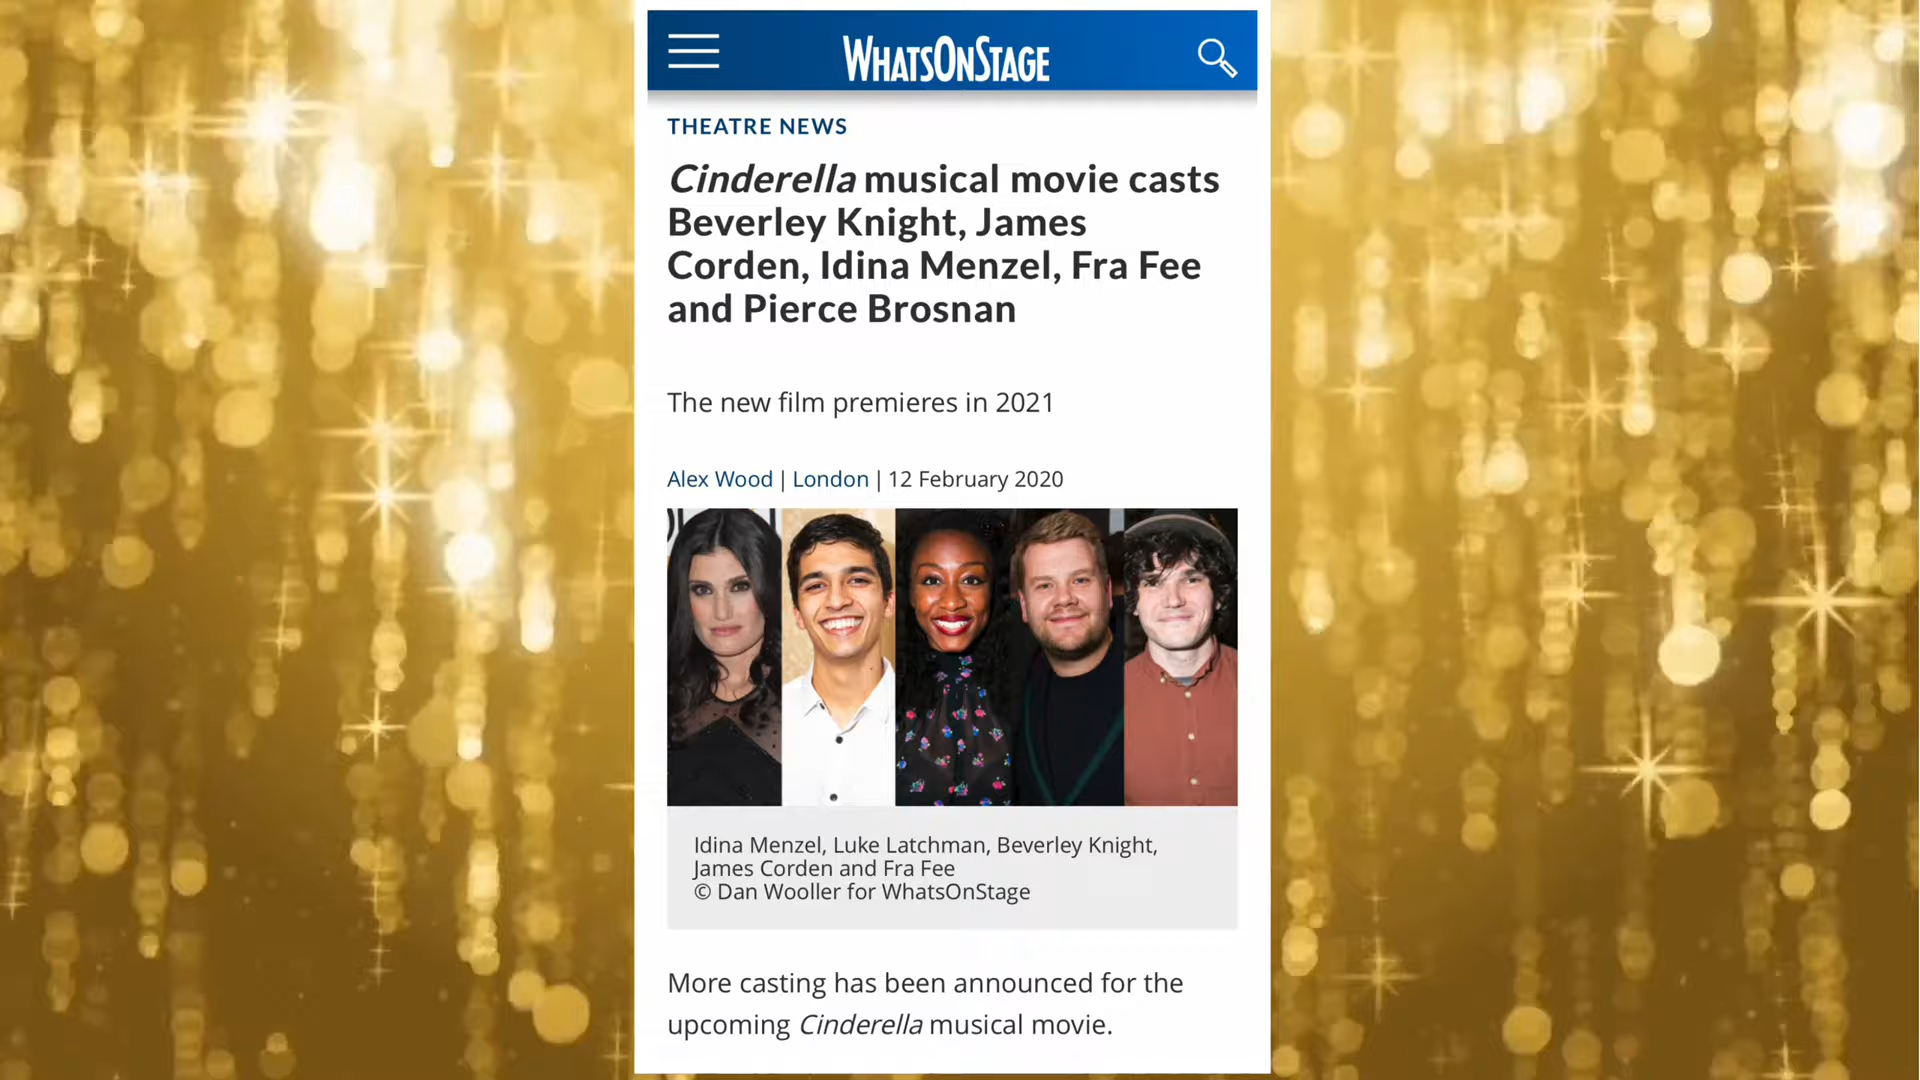 WHATSONSTAGE
THEATRE NEWS
Cinderella musical movie casts
Beverley Knight, James
Corden, Idina Menzel, Fra Fee
and Pierce Brosnan
The new film premieres in 2021
Alex Wood | London | 12 February 2020
Idina Menzel, Luke Latchman, Beverley Knight,
James Corden and Fra Fee
© Dan Wooller for WhatsOnStage
More casting has been announced for the
upcoming Cinderella musical movie.